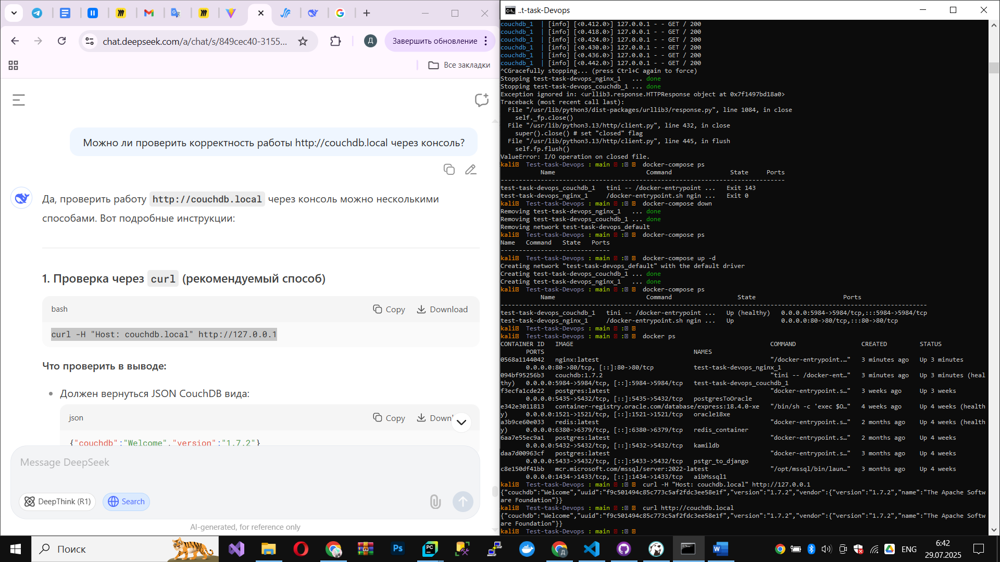 chat.deepseek.com/a/chat/s/849cec40-3155...
Д
Завершить обновление
Все закладки
Можно ли проверить корректность работы http://couchdb.local через консоль?
Да, проверить работу http://couchdb.local через консоль можно несколькими
способами. Вот подробные инструкции:
1. Проверка через curl (рекомендуемый способ)
bash
Copy
Download
curl -H "Host: couchdb.local" http://127.0.0.1
Что проверить в выводе:
Должен вернуться JSON CouchDB вида:
json
Copy
Downl
{"couchdb":"Welcome","version":"1.7.2"}
Message DeepSeek
DeepThink (R1)
Search
AI-generated, for reference only
..t-task-Devops
couchdb_1  | [info] [<0.412.0>] 127.0.0.1 - - GET / 200
couchdb_1  | [info] [<0.418.0>] 127.0.0.1 - - GET / 200
couchdb_1  | [info] [<0.424.0>] 127.0.0.1 - - GET / 200
couchdb_1  | [info] [<0.430.0>] 127.0.0.1 - - GET / 200
couchdb_1  | [info] [<0.436.0>] 127.0.0.1 - - GET / 200
couchdb_1  | [info] [<0.442.0>] 127.0.0.1 - - GET / 200
^CGracefully stopping... (press Ctrl+C again to force)
Stopping test-task-devops_nginx_1   ... done
Stopping test-task-devops_couchdb_1 ... done
Exception ignored in: <urllib3.response.HTTPResponse object at 0x7f1497bd18a0>
Traceback (most recent call last):
  File "/usr/lib/python3/dist-packages/urllib3/response.py", line 1084, in close
    self._fp.close()
  File "/usr/lib/python3.13/http/client.py", line 432, in close
    super().close() # set "closed" flag
  File "/usr/lib/python3.13/http/client.py", line 445, in flush
    self.fp.flush()
ValueError: I/O operation on closed file.
kali  Test-task-Devops : main  :  docker-compose ps
Name   Command   State   Ports
-----------------------------------------------------------------------------
test-task-devops_couchdb_1   tini -- /docker-entrypoint ...   Exit 143
test-task-devops_nginx_1     /docker-entrypoint.sh ngin ...   Exit 0
kali  Test-task-Devops : main  :  docker-compose down
Removing test-task-devops_nginx_1   ... done
Removing test-task-devops_couchdb_1 ... done
Removing network test-task-devops_default
kali  Test-task-Devops : main  :  docker-compose ps
Name   Command   State   Ports
------------------------------
kali  Test-task-Devops : main  :  docker-compose up -d
Creating network "test-task-devops_default" with the default driver
Creating test-task-devops_couchdb_1 ... done
Creating test-task-devops_nginx_1   ... done
kali  Test-task-Devops : main  :  docker-compose ps
Name   Command   State   Ports
---------------------------------------------------------------------------------------------------------------------
test-task-devops_couchdb_1   tini -- /docker-entrypoint ...   Up (healthy)   0.0.0.0:5984->5984/tcp,:::5984->5984/tcp
test-task-devops_nginx_1     /docker-entrypoint.sh ngin ...   Up             0.0.0.0:80->80/tcp,:::80->80/tcp
kali  Test-task-Devops : main  :
kali  Test-task-Devops : main  :  docker ps
CONTAINER ID   IMAGE   COMMAND   CREATED   STATUS
PORTS   NAMES
0568a1144042   nginx:latest   "/docker-entrypoint.…"   3 minutes ago   Up 3 minutes
0.0.0.0:80->80/tcp, [::]:80->80/tcp   test-task-devops_nginx_1
094bf95256b3   couchdb:1.7.2   "tini -- /docker-ent…"   3 minutes ago   Up 3 minutes (heal
thy)   0.0.0.0:5984->5984/tcp, [::]:5984->5984/tcp   test-task-devops_couchdb_1
f3ecfa1cde22   postgres:latest   "docker-entrypoint.s…"   3 weeks ago   Up 3 weeks
0.0.0.0:5435->5432/tcp, [::]:5435->5432/tcp   postgresToOracle
e342e3011813   container-registry.oracle.com/database/express:18.4.0-xe   "/bin/sh -c 'exec $O…"   4 weeks ago   Up 4 weeks (health
y)   0.0.0.0:1521->1521/tcp, [::]:1521->1521/tcp   oracle18xe
a3b9ce60e033   redis:latest   "docker-entrypoint.s…"   2 months ago   Up 4 weeks (health
y)   0.0.0.0:6380->6379/tcp, [::]:6380->6379/tcp   redis_container
6aa7e55ec9a1   postgres:latest   "docker-entrypoint.s…"   2 months ago   Up 4 weeks
0.0.0.0:5432->5432/tcp, [::]:5432->5432/tcp   kamildb
daa7d00963cf   postgres:latest   "docker-entrypoint.s…"   3 months ago   Up 4 weeks
0.0.0.0:5433->5432/tcp, [::]:5433->5432/tcp   pstgr_to_django
c8e150df41bb   mcr.microsoft.com/mssql/server:2022-latest   "/opt/mssql/bin/laun…"   3 months ago   Up 4 weeks
0.0.0.0:1434->1433/tcp, [::]:1434->1433/tcp   aibMssql1
kali  Test-task-Devops : main  :  curl -H "Host: couchdb.local" http://127.0.0.1
{"couchdb":"Welcome","uuid":"f9c501494c85c773c5af2fdc3ee58e1f","version":"1.7.2","vendor":{"version":"1.7.2","name":"The Apache Softw
are Foundation"}}
kali  Test-task-Devops : main  :  curl http://couchdb.local
{"couchdb":"Welcome","uuid":"f9c501494c85c773c5af2fdc3ee58e1f","version":"1.7.2","vendor":{"version":"1.7.2","name":"The Apache Softw
are Foundation"}}
kali  Test-task-Devops : main  :
Поиск
Ps
PC
ENG
6:42
29.07.2025